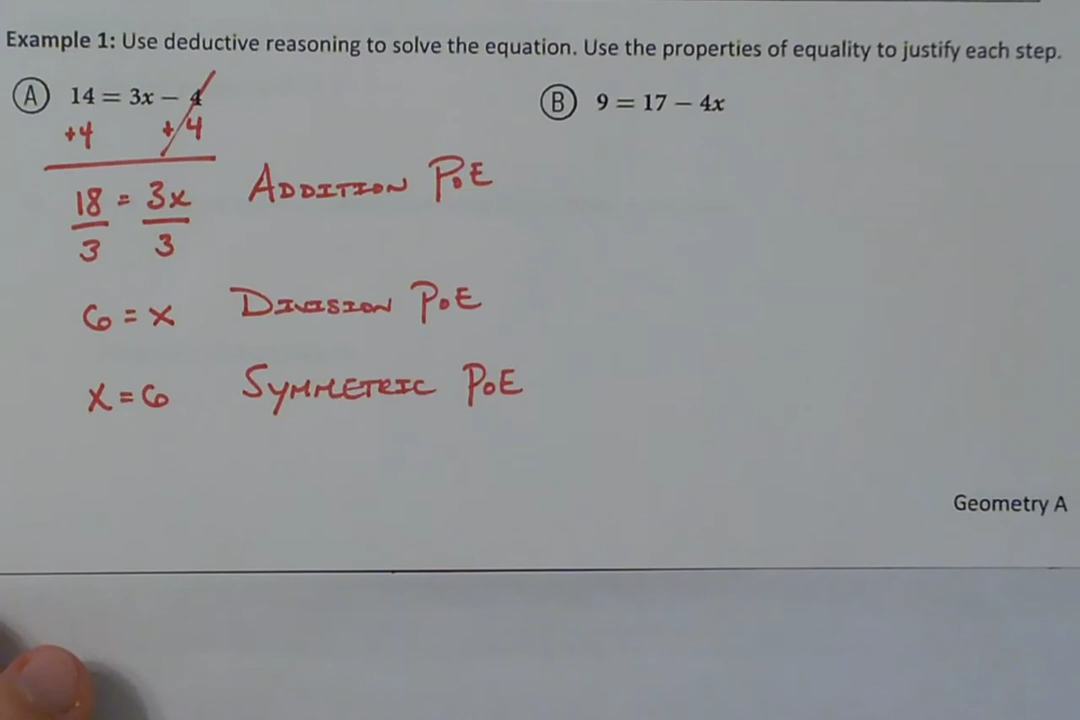 Example 1: Use deductive reasoning to solve the equation. Use the properties of equality to justify each step.
A 14 = 3x – 4
+4 +4
18 = 3x ADDITION PoE
3 3
6 = x DIVISION PoE
x = 6 SYMMETRIC PoE
B 9 = 17 – 4x
Geometry A